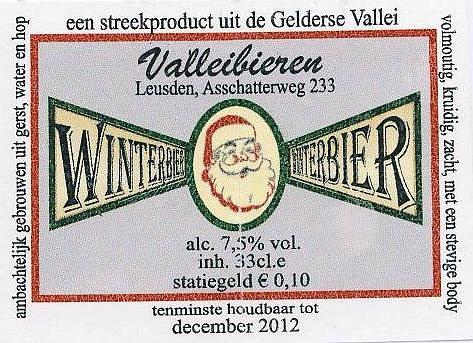 een streekproduct uit de Gelderse Vallei
Valleibieren
Leusden, Asschatterweg 233
WINTERBIER
WINTERBIER
alc. 7,5% vol.
inh. 33cl.e
statiegeld € 0,10
tenminste houdbaar tot
december 2012
ambachtelijk gebrouwen uit gerst, water en hop
volmoutig, kruidig, zacht, met een stevige body